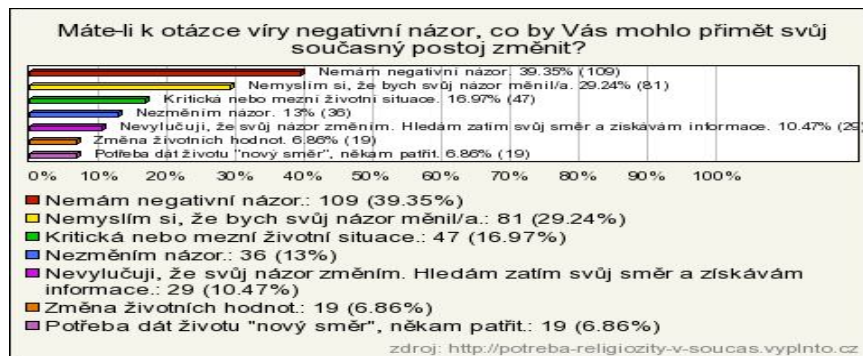 Máte-li k otázce víry negativní názor, co by Vás mohlo přimět svůj
současný postoj změnit?
Nemám negativní názor. 39.35% (109)
Nemyslím si, že bych svůj názor měnil/a. 29.24% (81)
Kritická nebo mezní životní situace. 16.97% (47)
Nezměním názor. 13% (36)
Nevylučuji, že svůj názor změním. Hledám zatím svůj směr a získávám informace. 10.47% (29
Změna životních hodnot. 6.86% (19)
Potřeba dát životu "nový směr", někam patřit. 6.86% (19)
0% 10% 20% 30% 40% 50% 60% 70% 80% 90% 100%
Nemám negativní názor.: 109 (39.35%)
Nemyslím si, že bych svůj názor měnil/a.: 81 (29.24%)
Kritická nebo mezní životní situace.: 47 (16.97%)
Nezměním názor.: 36 (13%)
Nevylučuji, že svůj názor změním. Hledám zatím svůj směr a získávám
informace.: 29 (10.47%)
Změna životních hodnot.: 19 (6.86%)
Potřeba dát životu "nový směr", někam patřit.: 19 (6.86%)
zdroj: http://potreba-religiozity-v-soucas.vyplnto.cz